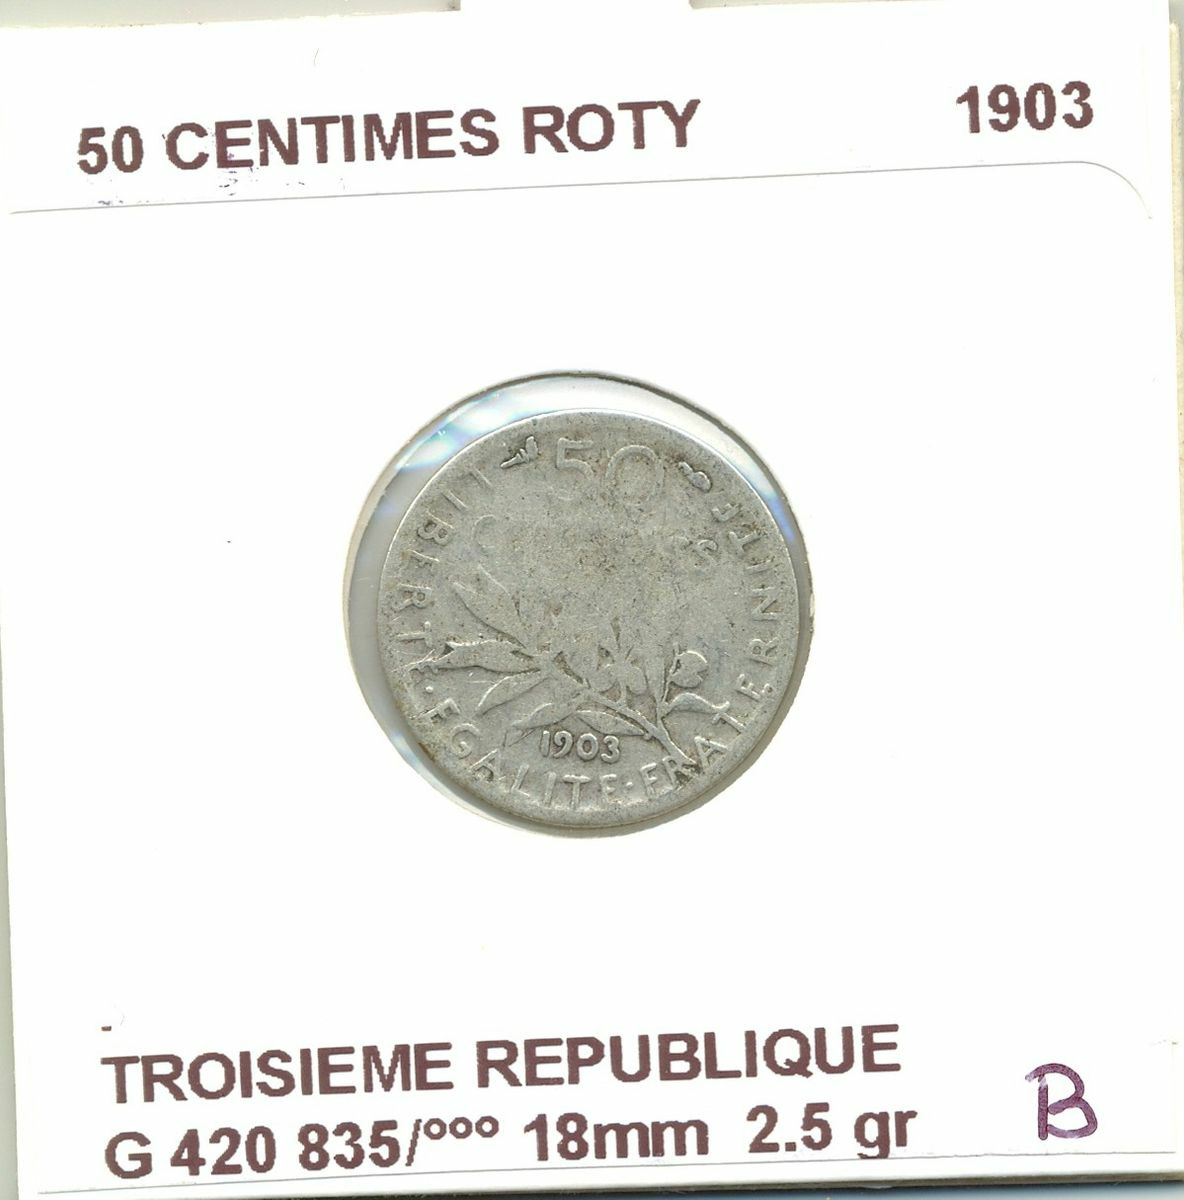 50 CENTIMES ROTY 1903
50
LIBERTE · EGALITE · FRATERNITE
1903
TROISIEME REPUBLIQUE
G 420 835/°°° 18mm 2.5 gr
B